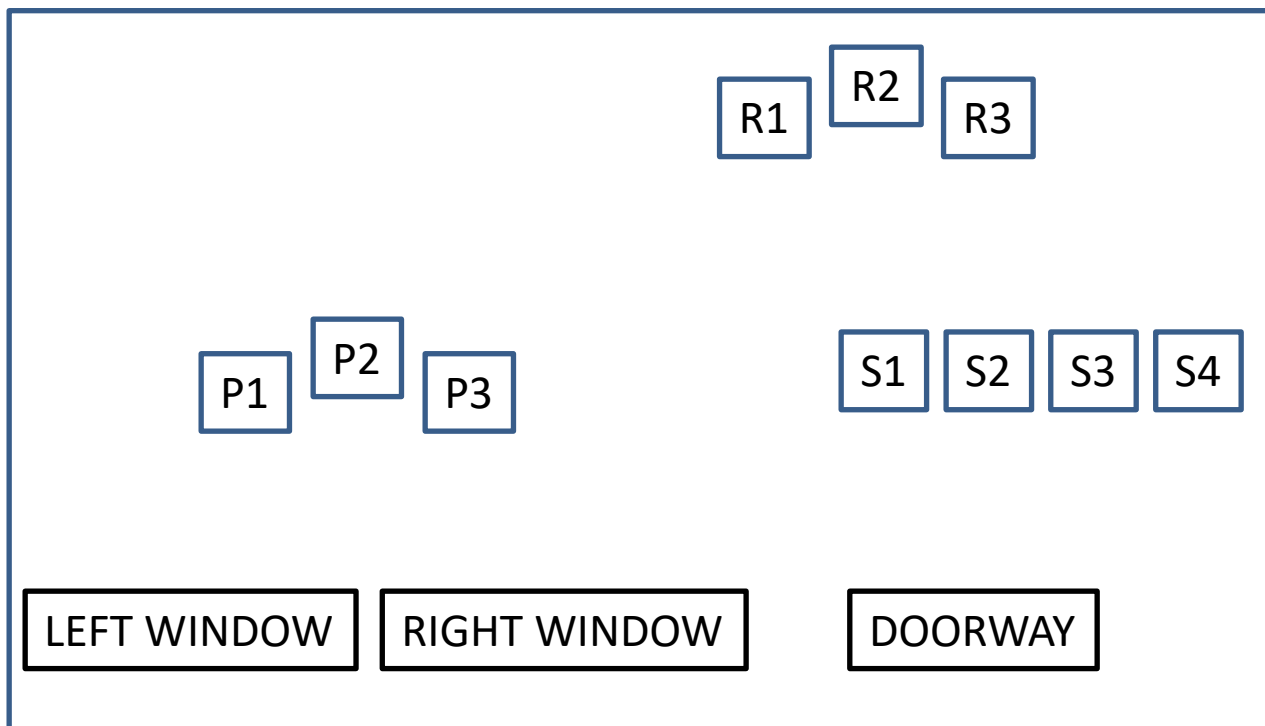 R1 R2 R3
P1 P2 P3
S1 S2 S3 S4
LEFT WINDOW
RIGHT WINDOW
DOORWAY